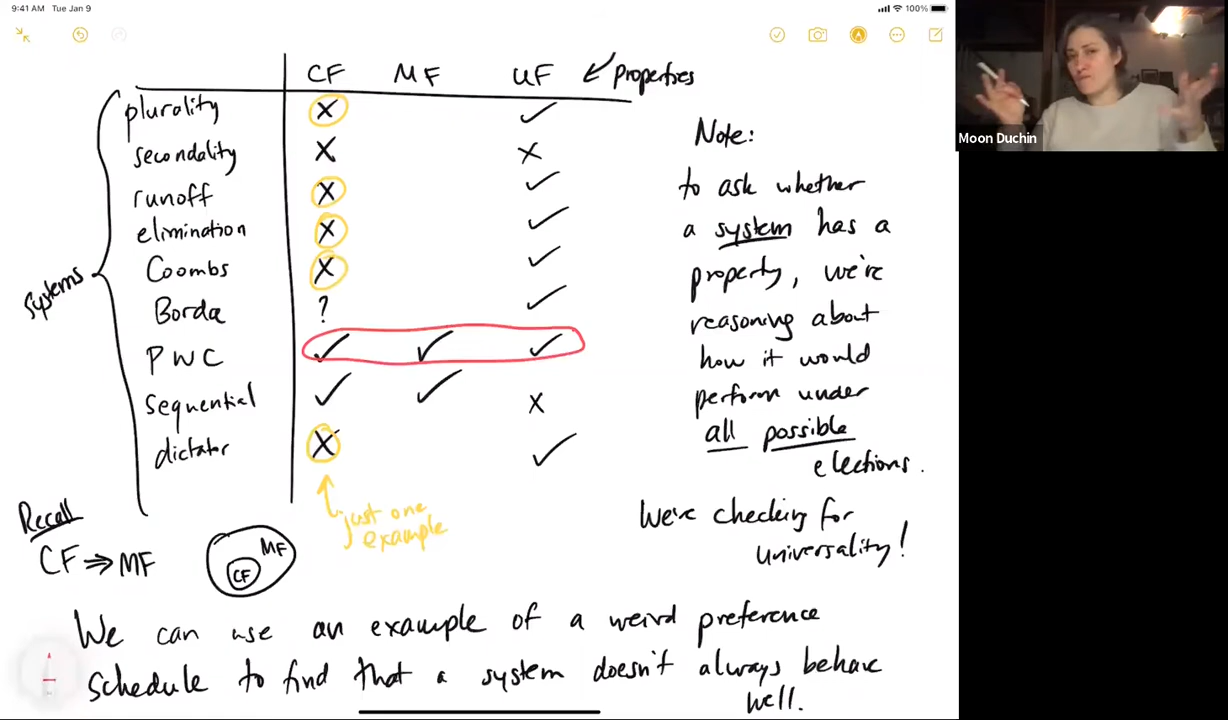 9:41 AM Tue Jan 9
100%
CF MF UF ↙ properties
plurality X ✓
secondality X X
runoff X ✓
elimination X ✓
Coombs X ✓
Borda ? ✓
PWC ✓ ✓ ✓
sequential ✓ ✓ X
dictator X ✓
systems
just one
example
Recall
CF ⇒ MF
MF
CF
Note:
to ask whether
a system has a
property, we're
reasoning about
how it would
perform under
all possible
elections.
We're checking for
universality!
We can use an example of a weird preference
schedule to find that a system doesn't always behave
well.
Moon Duchin